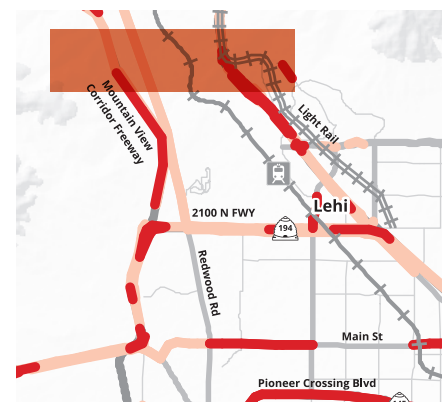 Mountain View
Corridor Freeway
Light Rail
Lehi
2100 N FWY
194
Redwood Rd
Main St
Pioneer Crossing Blvd